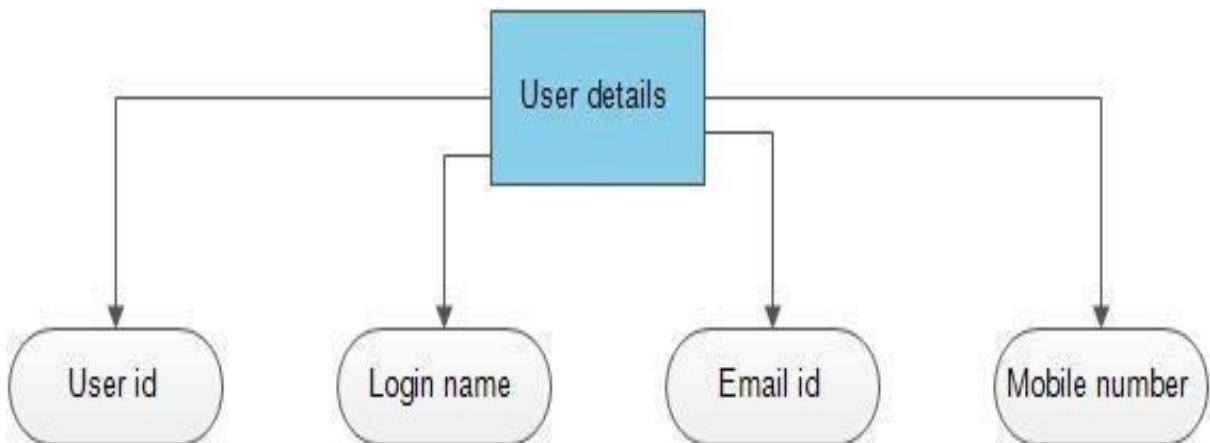 User details
User id
Login name
Email id
Mobile number